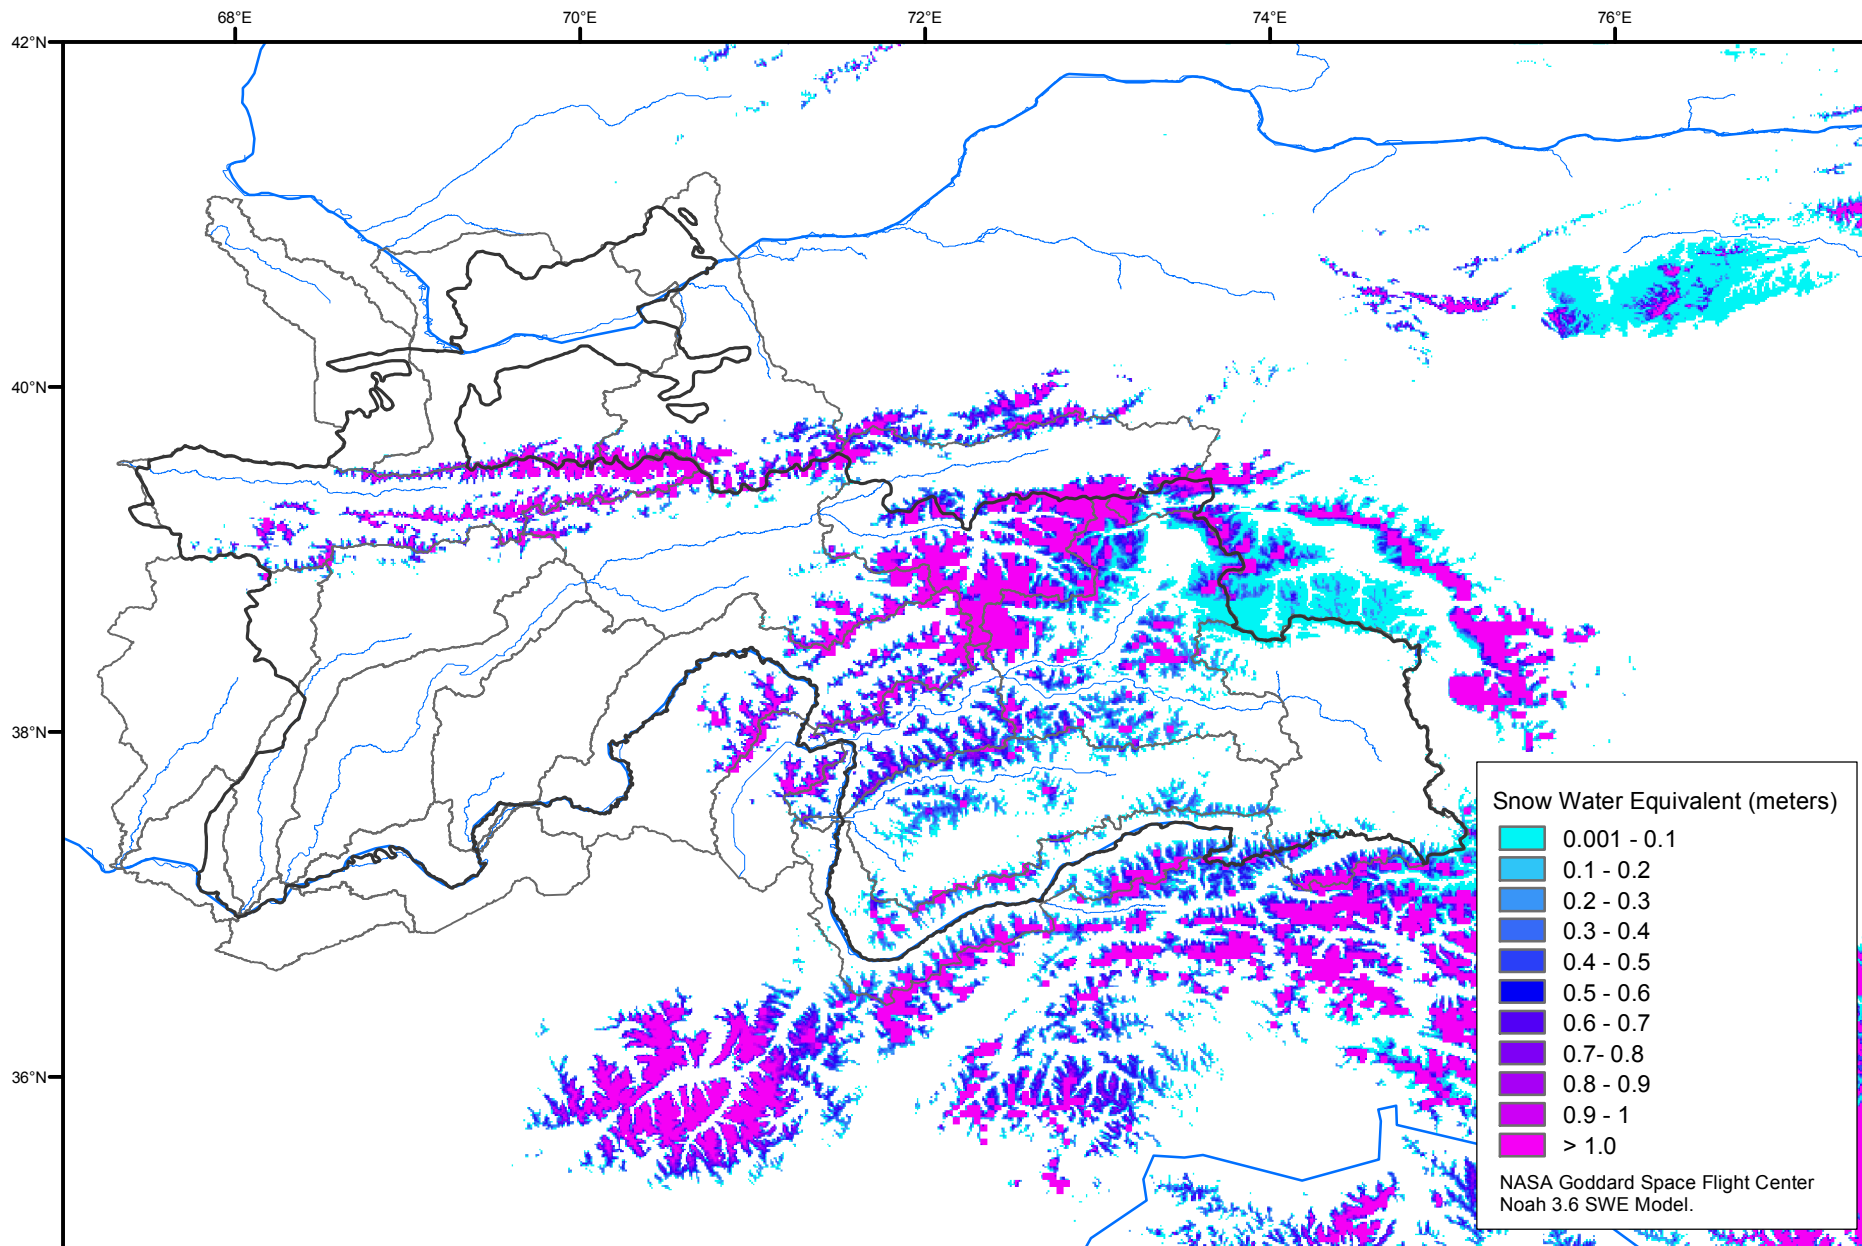 68°E 70°E 72°E 74°E 76°E
42°N
40°N
38°N
36°N
Snow Water Equivalent (meters)
0.001 - 0.1
0.1 - 0.2
0.2 - 0.3
0.3 - 0.4
0.4 - 0.5
0.5 - 0.6
0.6 - 0.7
0.7- 0.8
0.8 - 0.9
0.9 - 1
> 1.0
NASA Goddard Space Flight Center
Noah 3.6 SWE Model.